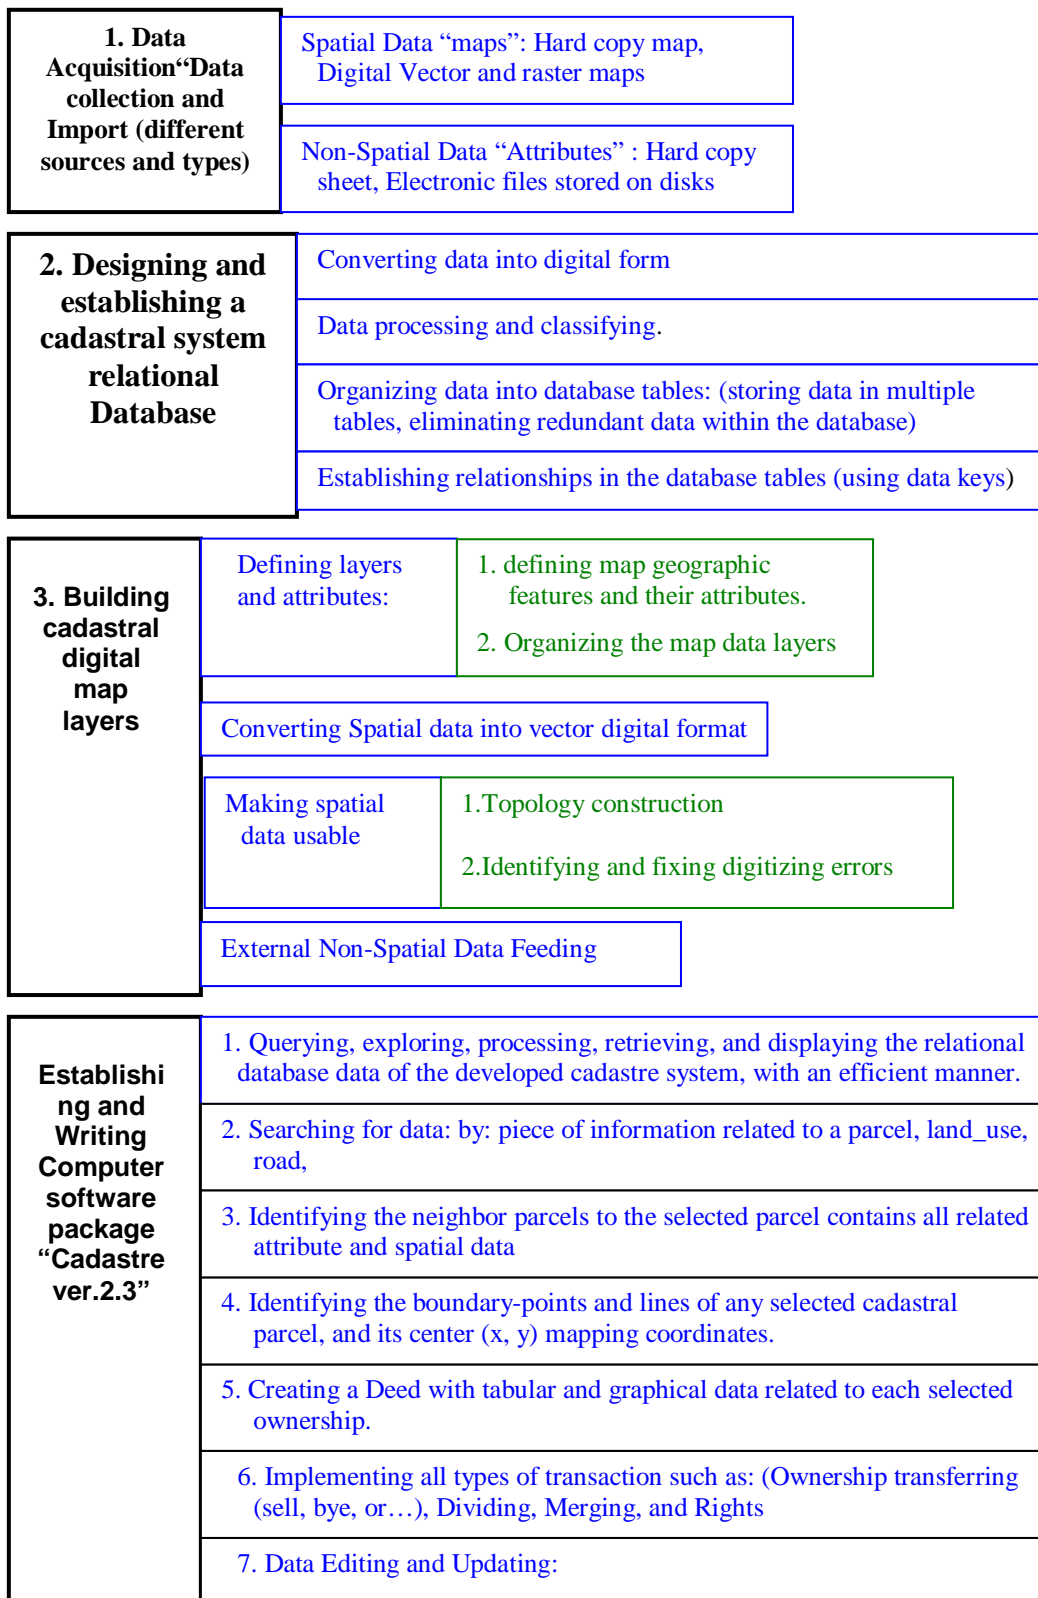 1. Data
Acquisition“Data
collection and
Import (different
sources and types)
Spatial Data “maps”: Hard copy map,
Digital Vector and raster maps
Non-Spatial Data “Attributes” : Hard copy
sheet, Electronic files stored on disks
2. Designing and
establishing a
cadastral system
relational
Database
Converting data into digital form
Data processing and classifying.
Organizing data into database tables: (storing data in multiple
tables, eliminating redundant data within the database)
Establishing relationships in the database tables (using data keys)
3. Building
cadastral
digital
map
layers
Defining layers
and attributes:
1. defining map geographic
features and their attributes.
2. Organizing the map data layers
Converting Spatial data into vector digital format
Making spatial
data usable
1.Topology construction
2.Identifying and fixing digitizing errors
External Non-Spatial Data Feeding
Establishi
ng and
Writing
Computer
software
package
“Cadastre
ver.2.3”
1. Querying, exploring, processing, retrieving, and displaying the relational
database data of the developed cadastre system, with an efficient manner.
2. Searching for data: by: piece of information related to a parcel, land_use,
road,
3. Identifying the neighbor parcels to the selected parcel contains all related
attribute and spatial data
4. Identifying the boundary-points and lines of any selected cadastral
parcel, and its center (x, y) mapping coordinates.
5. Creating a Deed with tabular and graphical data related to each selected
ownership.
6. Implementing all types of transaction such as: (Ownership transferring
(sell, bye, or…), Dividing, Merging, and Rights
7. Data Editing and Updating: